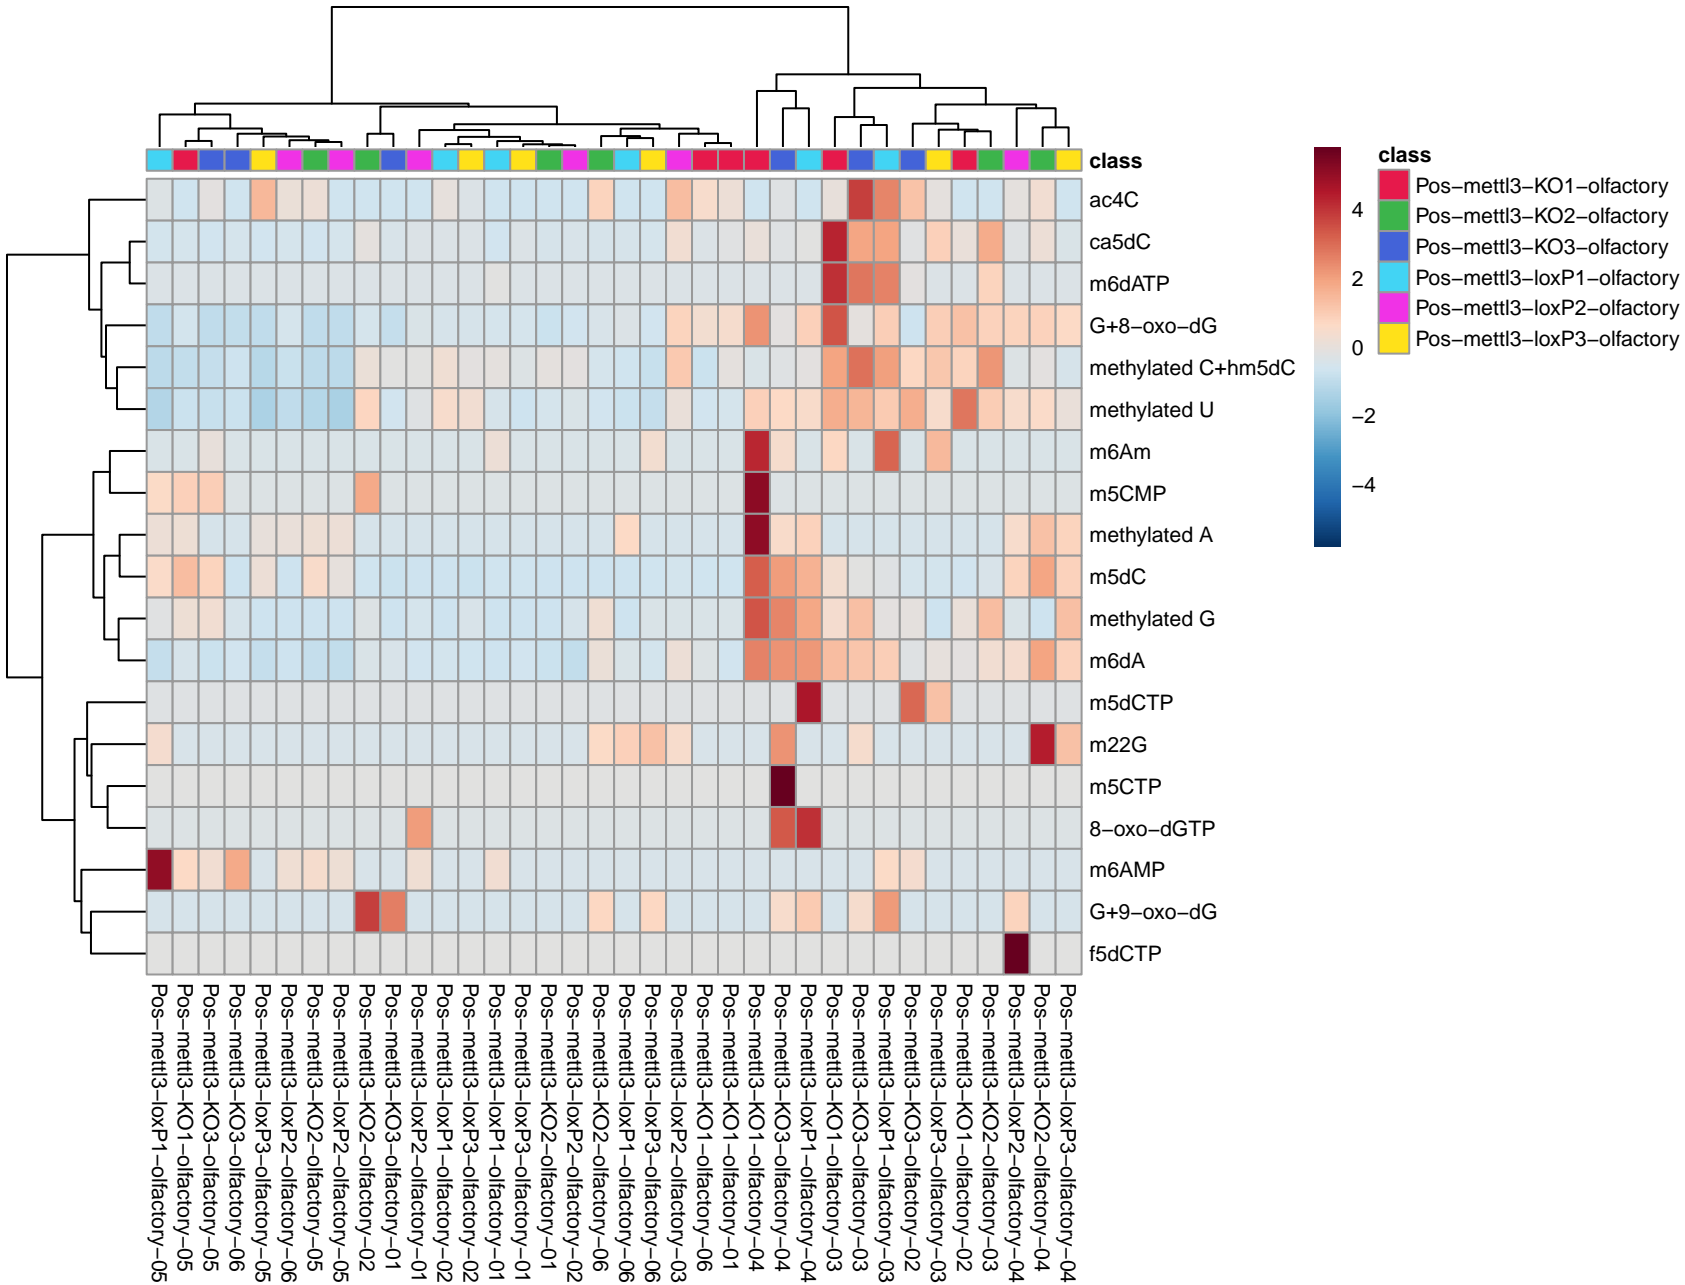 class
class
Pos−mettl3−KO1−olfactory
Pos−mettl3−KO2−olfactory
Pos−mettl3−KO3−olfactory
Pos−mettl3−loxP1−olfactory
Pos−mettl3−loxP2−olfactory
Pos−mettl3−loxP3−olfactory
4
2
0
−2
−4
ac4C
ca5dC
m6dATP
G+8−oxo−dG
methylated C+hm5dC
methylated U
m6Am
m5CMP
methylated A
m5dC
methylated G
m6dA
m5dCTP
m22G
m5CTP
8−oxo−dGTP
m6AMP
G+9−oxo−dG
f5dCTP
Pos−mettl3−loxP1−olfactory−05
Pos−mettl3−KO1−olfactory−05
Pos−mettl3−KO3−olfactory−05
Pos−mettl3−KO3−olfactory−06
Pos−mettl3−loxP3−olfactory−05
Pos−mettl3−loxP2−olfactory−06
Pos−mettl3−KO2−olfactory−05
Pos−mettl3−loxP2−olfactory−05
Pos−mettl3−KO2−olfactory−02
Pos−mettl3−KO3−olfactory−01
Pos−mettl3−loxP2−olfactory−01
Pos−mettl3−loxP1−olfactory−02
Pos−mettl3−loxP3−olfactory−02
Pos−mettl3−loxP1−olfactory−01
Pos−mettl3−loxP3−olfactory−01
Pos−mettl3−KO2−olfactory−01
Pos−mettl3−loxP2−olfactory−02
Pos−mettl3−KO2−olfactory−06
Pos−mettl3−loxP1−olfactory−06
Pos−mettl3−loxP3−olfactory−06
Pos−mettl3−loxP2−olfactory−03
Pos−mettl3−KO1−olfactory−06
Pos−mettl3−KO1−olfactory−01
Pos−mettl3−KO1−olfactory−04
Pos−mettl3−KO3−olfactory−04
Pos−mettl3−loxP1−olfactory−04
Pos−mettl3−KO1−olfactory−03
Pos−mettl3−KO3−olfactory−03
Pos−mettl3−loxP1−olfactory−03
Pos−mettl3−KO3−olfactory−02
Pos−mettl3−loxP3−olfactory−03
Pos−mettl3−KO1−olfactory−02
Pos−mettl3−KO2−olfactory−03
Pos−mettl3−loxP2−olfactory−04
Pos−mettl3−KO2−olfactory−04
Pos−mettl3−loxP3−olfactory−04